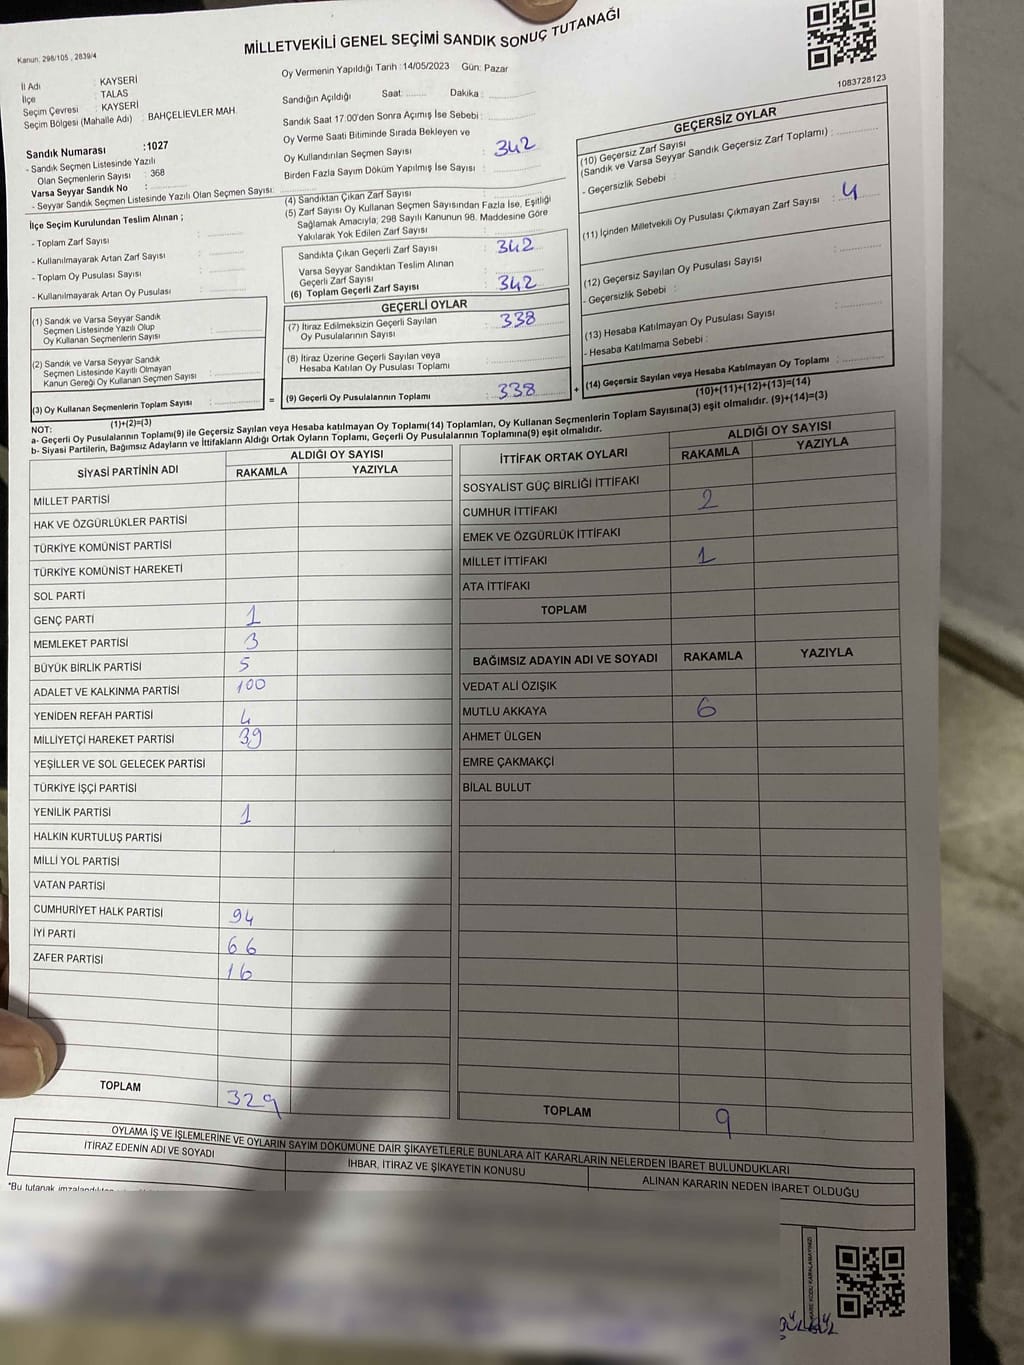 MİLLETVEKİLİ GENEL SEÇİMİ SANDIK SONUÇ TUTANAĞI
Kanun, 298/105 , 2839/4
1083728123
İl Adı : KAYSERİ
İlçe : TALAS
Seçim Çevresi : KAYSERİ
Seçim Bölgesi (Mahalle Adı) : BAHÇELİEVLER MAH.
Sandık Numarası :1027
- Sandık Seçmen Listesinde Yazılı
Olan Seçmenlerin Sayısı : 368
Varsa Seyyar Sandık No :
- Seyyar Sandık Seçmen Listesinde Yazılı Olan Seçmen Sayısı:
İlçe Seçim Kurulundan Teslim Alınan ;
- Toplam Zarf Sayısı :
- Kullanılmayarak Artan Zarf Sayısı :
- Toplam Oy Pusulası Sayısı :
- Kullanılmayarak Artan Oy Pusulası :
(1) Sandık ve Varsa Seyyar Sandık
Seçmen Listesinde Yazılı Olup
Oy Kullanan Seçmenlerin Sayısı :
(2) Sandık ve Varsa Seyyar Sandık
Seçmen Listesinde Kayıtlı Olmayan
Kanun Gereği Oy Kullanan Seçmen Sayısı :
(3) Oy Kullanan Seçmenlerin Toplam Sayısı :
(1)+(2)=(3)
Oy Vermenin Yapıldığı Tarih :14/05/2023 Gün: Pazar
Sandığın Açıldığı Saat: Dakika :
Sandık Saat 17:00'den Sonra Açımış İse Sebebi :
Oy Verme Saati Bitiminde Sırada Bekleyen ve
Oy Kullandırılan Seçmen Sayısı : 342
Birden Fazla Sayım Döküm Yapılmış İse Sayısı :
(4) Sandıktan Çıkan Zarf Sayısı :
(5) Zarf Sayısı Oy Kullanan Seçmen Sayısından Fazla İse, Eşitliği
Sağlamak Amacıyla; 298 Sayılı Kanunun 98. Maddesine Göre
Yakılarak Yok Edilen Zarf Sayısı :
Sandıkta Çıkan Geçerli Zarf Sayısı : 342
Varsa Seyyar Sandıktan Teslim Alınan
Geçerli Zarf Sayısı :
(6) Toplam Geçerli Zarf Sayısı : 342
GEÇERLİ OYLAR
(7) İtiraz Edilmeksizin Geçerli Sayılan
Oy Pusulalarının Sayısı : 338
(8) İtiraz Üzerine Geçerli Sayılan veya
Hesaba Katılan Oy Pusulası Toplamı :
= (9) Geçerli Oy Pusulalarının Toplamı : 338 +
GEÇERSİZ OYLAR
(10) Geçersiz Zarf Sayısı
(Sandık ve Varsa Seyyar Sandık Geçersiz Zarf Toplamı) :
- Geçersizlik Sebebi :
(11) İçinden Milletvekili Oy Pusulası Çıkmayan Zarf Sayısı : 4
(12) Geçersiz Sayılan Oy Pusulası Sayısı :
- Geçersizlik Sebebi :
(13) Hesaba Katılmayan Oy Pusulası Sayısı :
- Hesaba Katılmama Sebebi :
(14) Geçersiz Sayılan veya Hesaba Katılmayan Oy Toplamı :
(10)+(11)+(12)+(13)=(14)
NOT:
a- Geçerli Oy Pusulalarının Toplamı(9) ile Geçersiz Sayılan veya Hesaba katılmayan Oy Toplamı(14) Toplamları, Oy Kullanan Seçmenlerin Toplam Sayısına(3) eşit olmalıdır. (9)+(14)=(3)
b- Siyasi Partilerin, Bağımsız Adayların ve İttifakların Aldığı Ortak Oyların Toplamı, Geçerli Oy Pusulalarının Toplamına(9) eşit olmalıdır.
SİYASİ PARTİNİN ADI ALDIĞI OY SAYISI
RAKAMLA YAZIYLA
MİLLET PARTİSİ
HAK VE ÖZGÜRLÜKLER PARTİSİ
TÜRKİYE KOMÜNİST PARTİSİ
TÜRKİYE KOMÜNİST HAREKETİ
SOL PARTİ
GENÇ PARTİ 1
MEMLEKET PARTİSİ 3
BÜYÜK BİRLİK PARTİSİ 5
ADALET VE KALKINMA PARTİSİ 100
YENİDEN REFAH PARTİSİ 4
MİLLİYETÇİ HAREKET PARTİSİ 39
YEŞİLLER VE SOL GELECEK PARTİSİ
TÜRKİYE İŞÇİ PARTİSİ
YENİLİK PARTİSİ 1
HALKIN KURTULUŞ PARTİSİ
MİLLİ YOL PARTİSİ
VATAN PARTİSİ
CUMHURİYET HALK PARTİSİ 94
İYİ PARTİ 66
ZAFER PARTİSİ 16
TOPLAM 329
İTTİFAK ORTAK OYLARI ALDIĞI OY SAYISI
RAKAMLA YAZIYLA
SOSYALİST GÜÇ BİRLİĞİ İTTİFAKI
CUMHUR İTTİFAKI 2
EMEK VE ÖZGÜRLÜK İTTİFAKI
MİLLET İTTİFAKI 1
ATA İTTİFAKI
TOPLAM
BAĞIMSIZ ADAYIN ADI VE SOYADI RAKAMLA YAZIYLA
VEDAT ALİ ÖZIŞIK
MUTLU AKKAYA 6
AHMET ÜLGEN
EMRE ÇAKMAKÇİ
BİLAL BULUT
TOPLAM 9
OYLAMA İŞ VE İŞLEMLERİNE VE OYLARIN SAYIM DÖKÜMÜNE DAİR ŞİKAYETLERLE BUNLARA AİT KARARLARIN NELERDEN İBARET BULUNDUKLARI
İTİRAZ EDENİN ADI VE SOYADI İHBAR, İTİRAZ VE ŞİKAYETİN KONUSU ALINAN KARARIN NEDEN İBARET OLDUĞU
"Bu tutanak